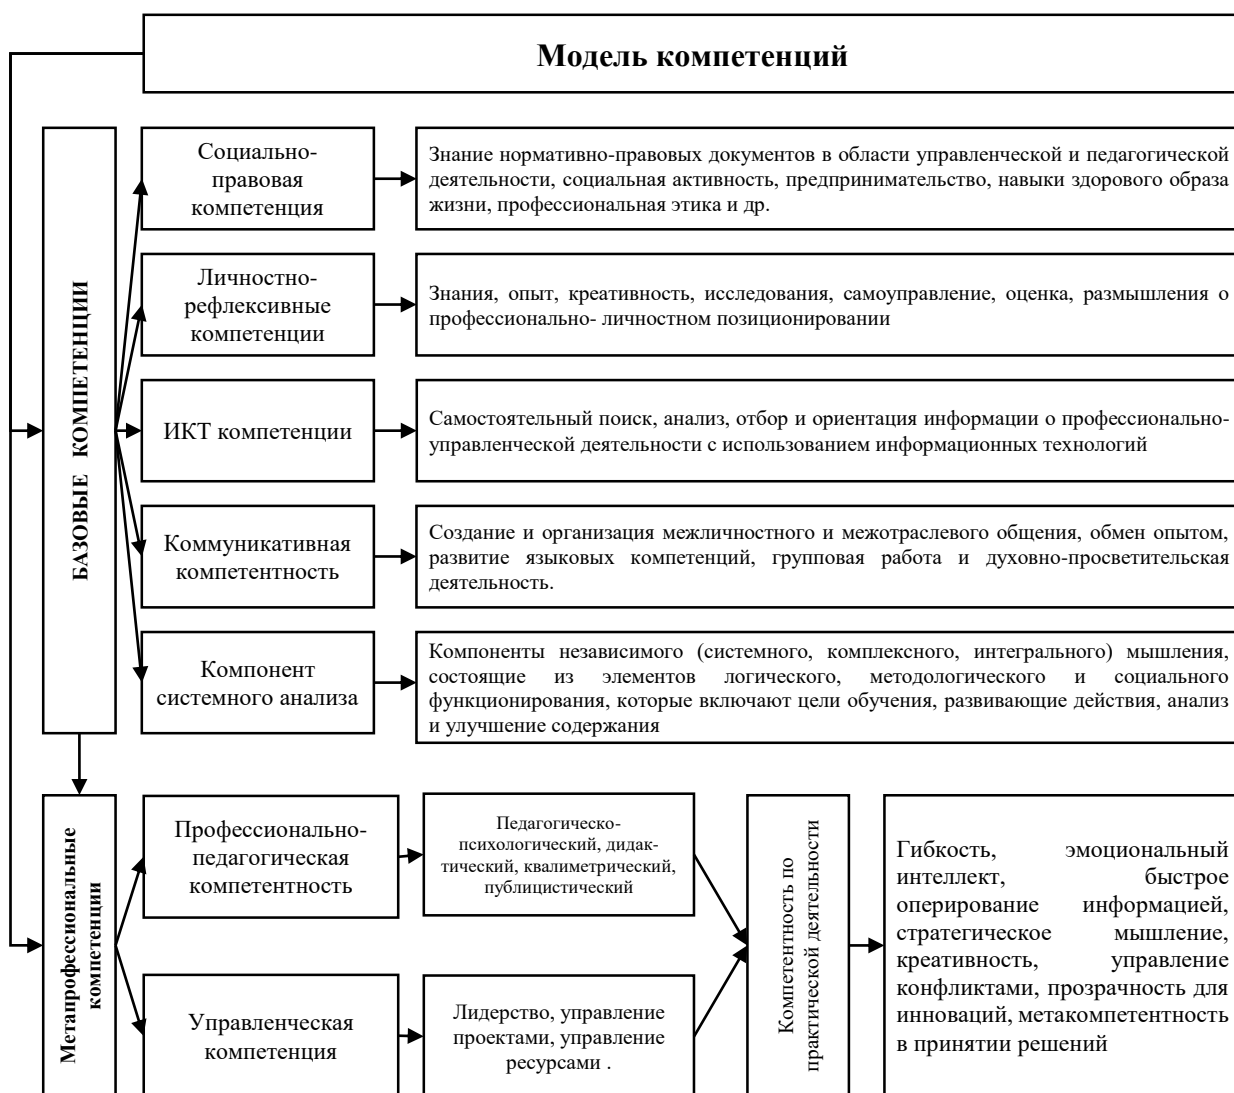 Модель компетенций
БАЗОВЫЕ КОМПЕТЕНЦИИ
Социально-
правовая
компетенция
Знание нормативно-правовых документов в области управленческой и педагогической
деятельности, социальная активность, предпринимательство, навыки здорового образа
жизни, профессиональная этика и др.
Личностно-
рефлексивные
компетенции
Знания, опыт, креативность, исследования, самоуправление, оценка, размышления о
профессионально- личностном позиционировании
ИКТ компетенции
Самостоятельный поиск, анализ, отбор и ориентация информации о профессионально-
управленческой деятельности с использованием информационных технологий
Коммуникативная
компетентность
Создание и организация межличностного и межотраслевого общения, обмен опытом,
развитие языковых компетенций, групповая работа и духовно-просветительская
деятельность.
Компонент
системного анализа
Компоненты независимого (системного, комплексного, интегрального) мышления,
состоящие из элементов логического, методологического и социального
функционирования, которые включают цели обучения, развивающие действия, анализ
и улучшение содержания
Метапрофессиональные
компетенции
Профессионально-
педагогическая
компетентность
Педагогическо-
психологический, дидак-
тический, квалиметрический,
публицистический
Управленческая
компетенция
Лидерство, управление
проектами, управление
ресурсами .
Компетентность по
практической деятельности
Гибкость, эмоциональный
интеллект, быстрое
оперирование информацией,
стратегическое мышление,
креативность, управление
конфликтами, прозрачность для
инноваций, метакомпетентность
в принятии решений